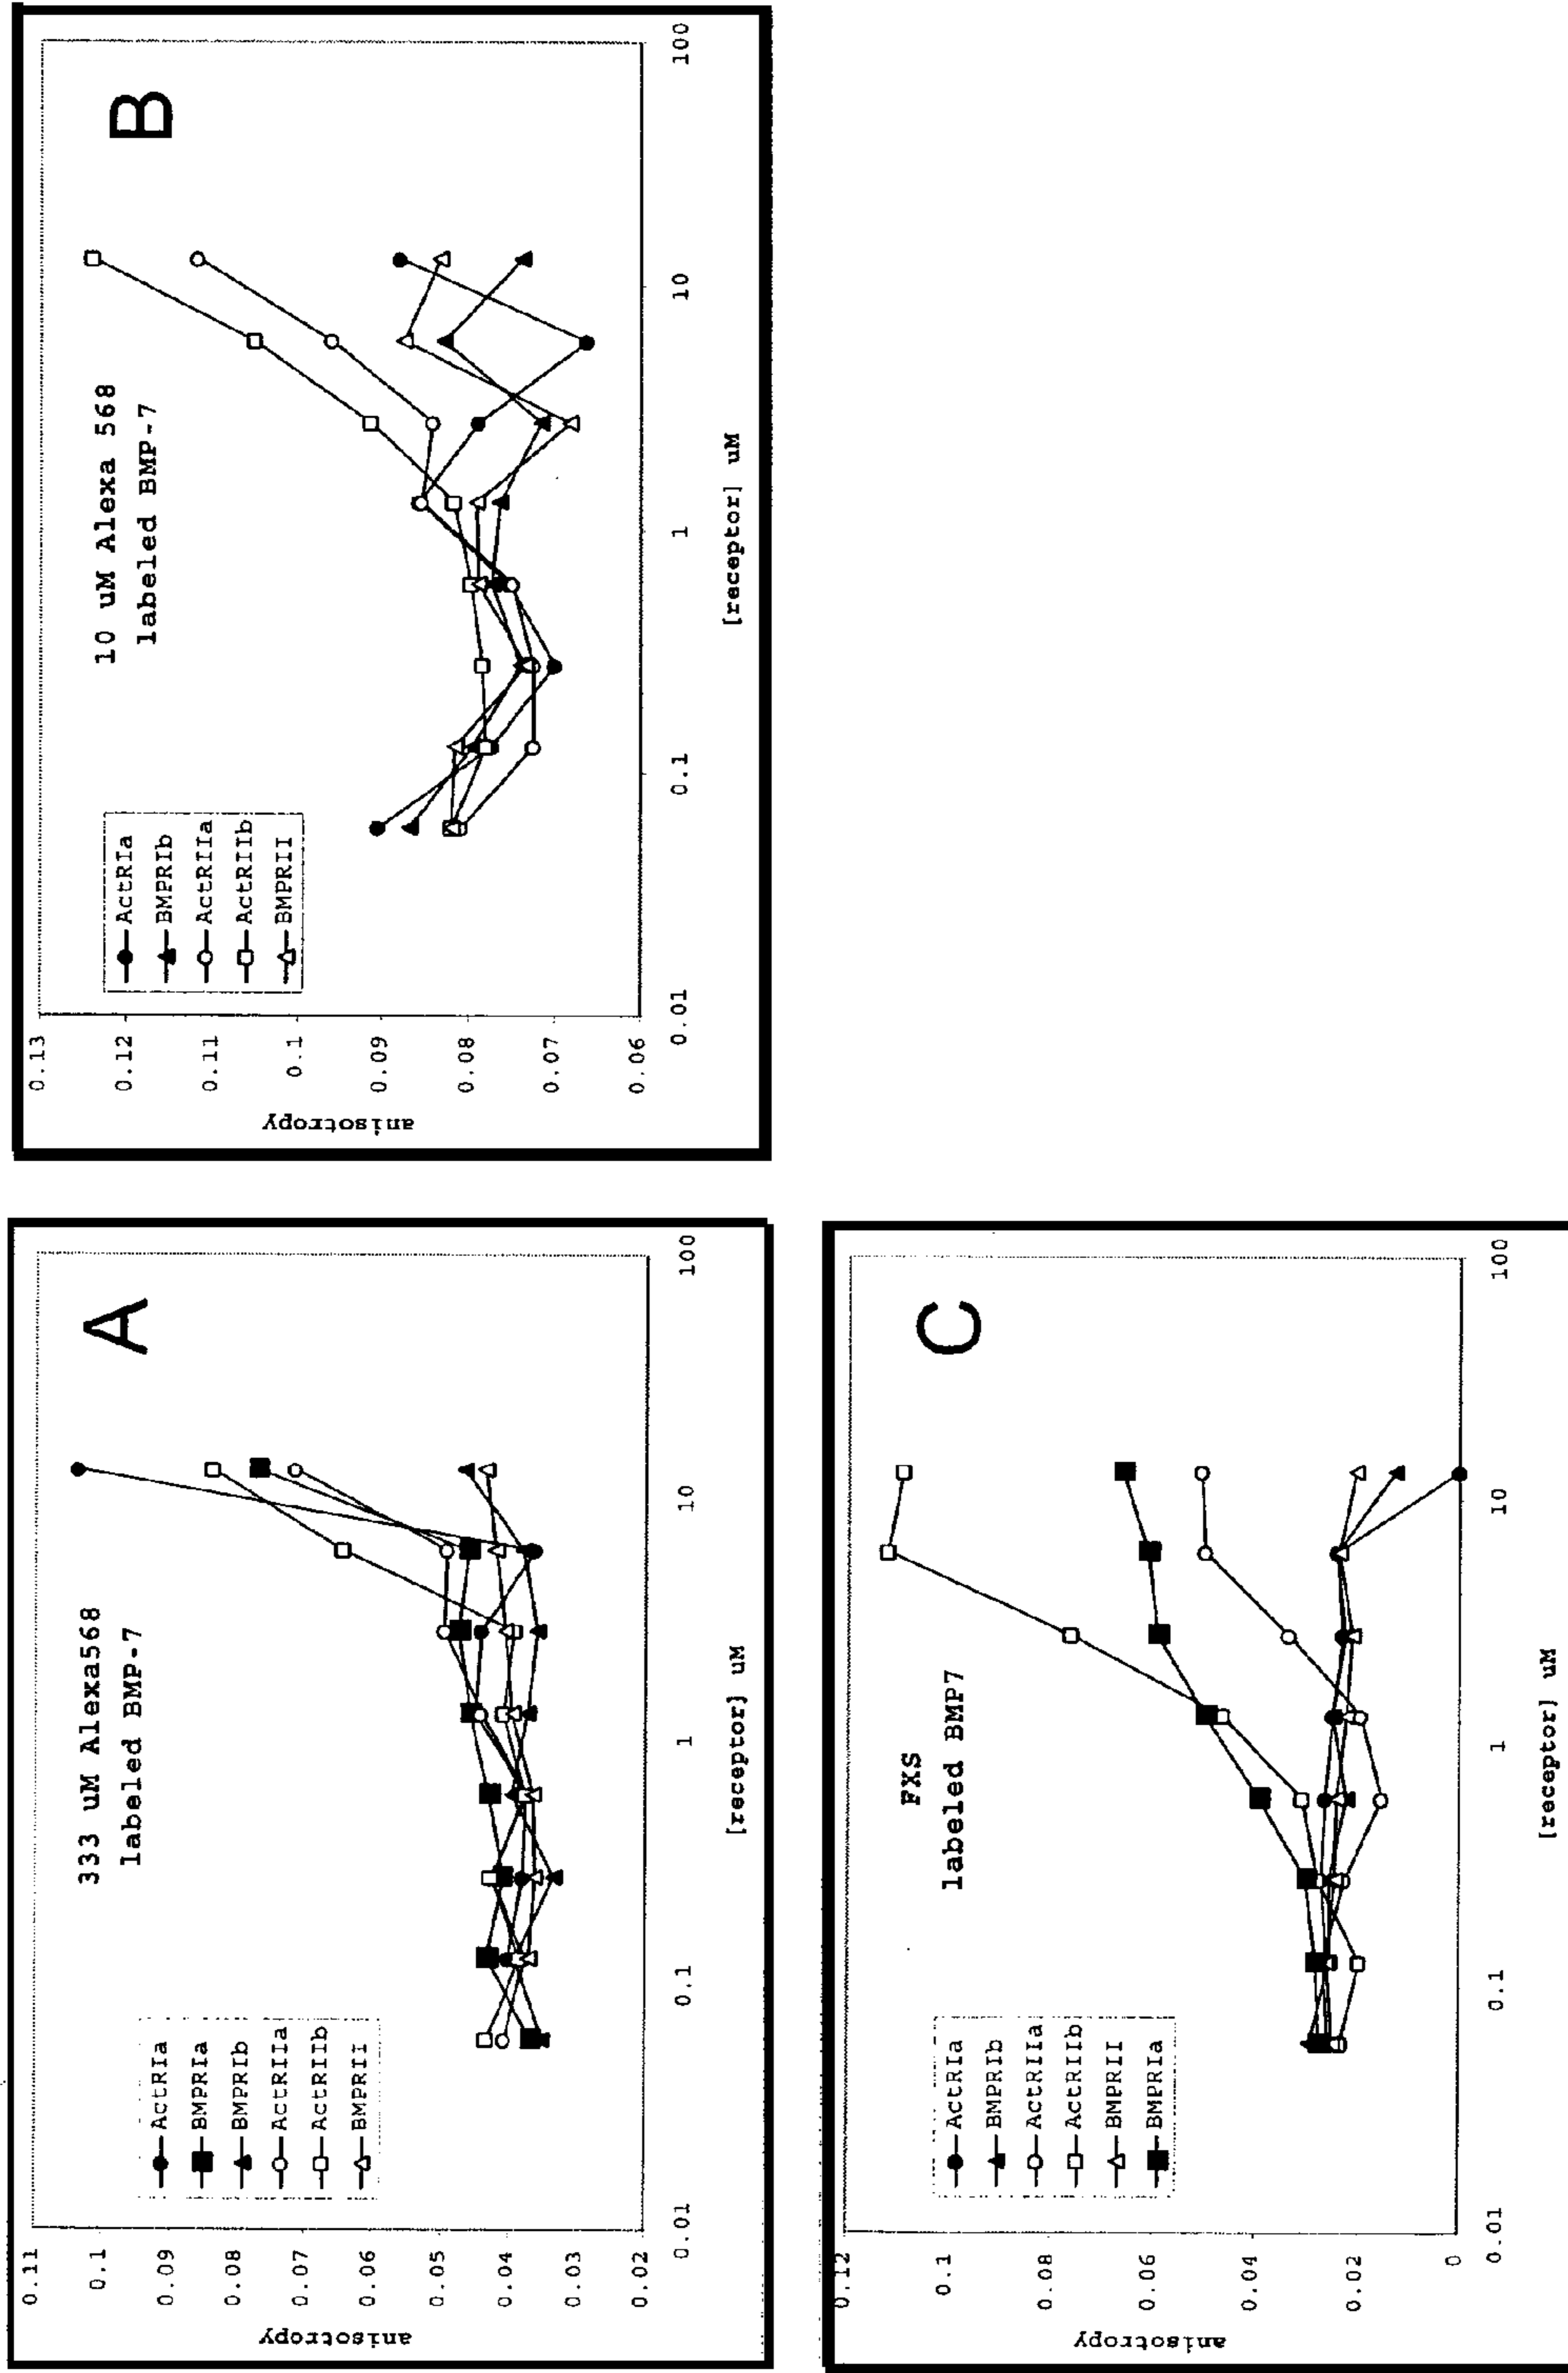 A
333 uM Alexa568
labeled BMP-7
ActRIa
BMPRIa
BMPRIb
ActRIIa
ActRIIb
BMPRII
anisotropy
0.11
0.1
0.09
0.08
0.07
0.06
0.05
0.04
0.03
0.02
0.01
0.1
1
10
100
[receptor] uM
B
10 uM Alexa 568
labeled BMP-7
ActRIa
BMPRIb
ActRIIa
ActRIIb
BMPRII
anisotropy
0.13
0.12
0.11
0.1
0.09
0.08
0.07
0.06
0.01
0.1
1
10
100
[receptor] uM
C
FXS
labeled BMP7
ActRIa
BMPRIb
ActRIIa
ActRIIb
BMPRII
BMPRIa
anisotropy
0.12
0.1
0.08
0.06
0.04
0.02
0
0.01
0.1
1
10
100
[receptor] uM